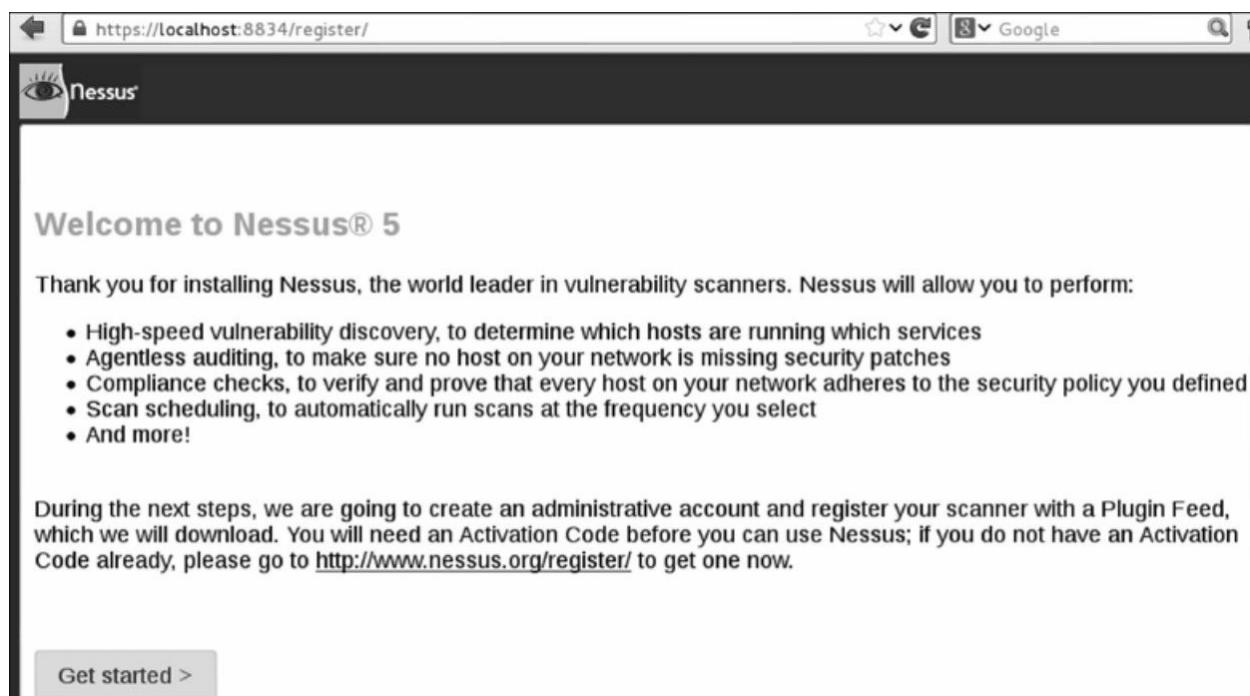 https://localhost:8834/register/
Google
Nessus®
Welcome to Nessus® 5
Thank you for installing Nessus, the world leader in vulnerability scanners. Nessus will allow you to perform:
• High-speed vulnerability discovery, to determine which hosts are running which services
• Agentless auditing, to make sure no host on your network is missing security patches
• Compliance checks, to verify and prove that every host on your network adheres to the security policy you defined
• Scan scheduling, to automatically run scans at the frequency you select
• And more!
During the next steps, we are going to create an administrative account and register your scanner with a Plugin Feed,
which we will download. You will need an Activation Code before you can use Nessus; if you do not have an Activation
Code already, please go to http://www.nessus.org/register/ to get one now.
Get started >